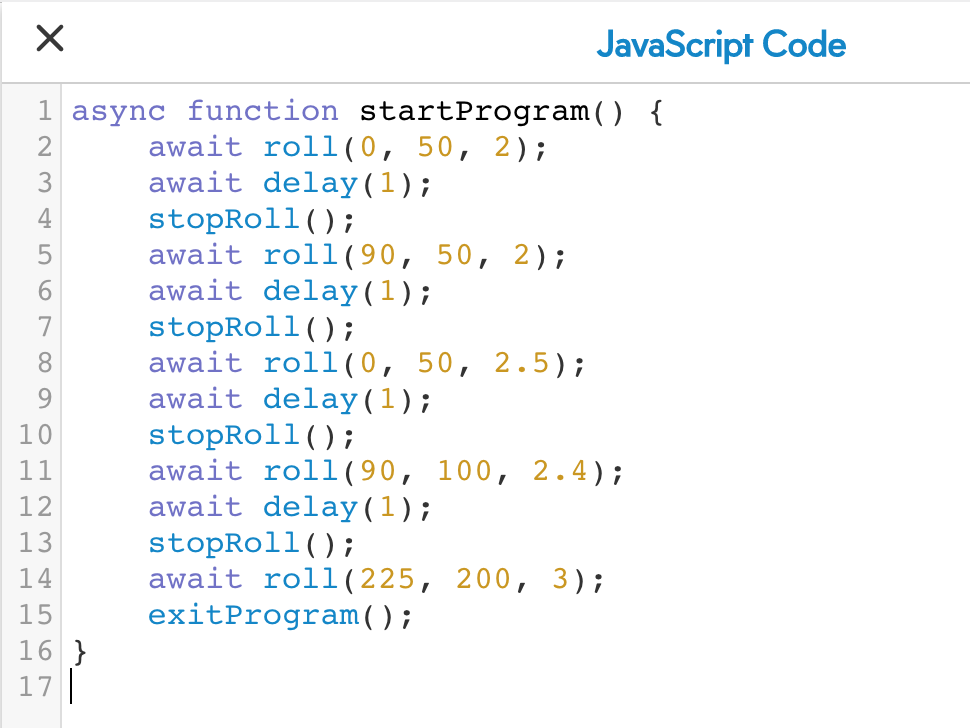 JavaScript Code
1 async function startProgram() {
2     await roll(0, 50, 2);
3     await delay(1);
4     stopRoll();
5     await roll(90, 50, 2);
6     await delay(1);
7     stopRoll();
8     await roll(0, 50, 2.5);
9     await delay(1);
10     stopRoll();
11     await roll(90, 100, 2.4);
12     await delay(1);
13     stopRoll();
14     await roll(225, 200, 3);
15     exitProgram();
16 }
17